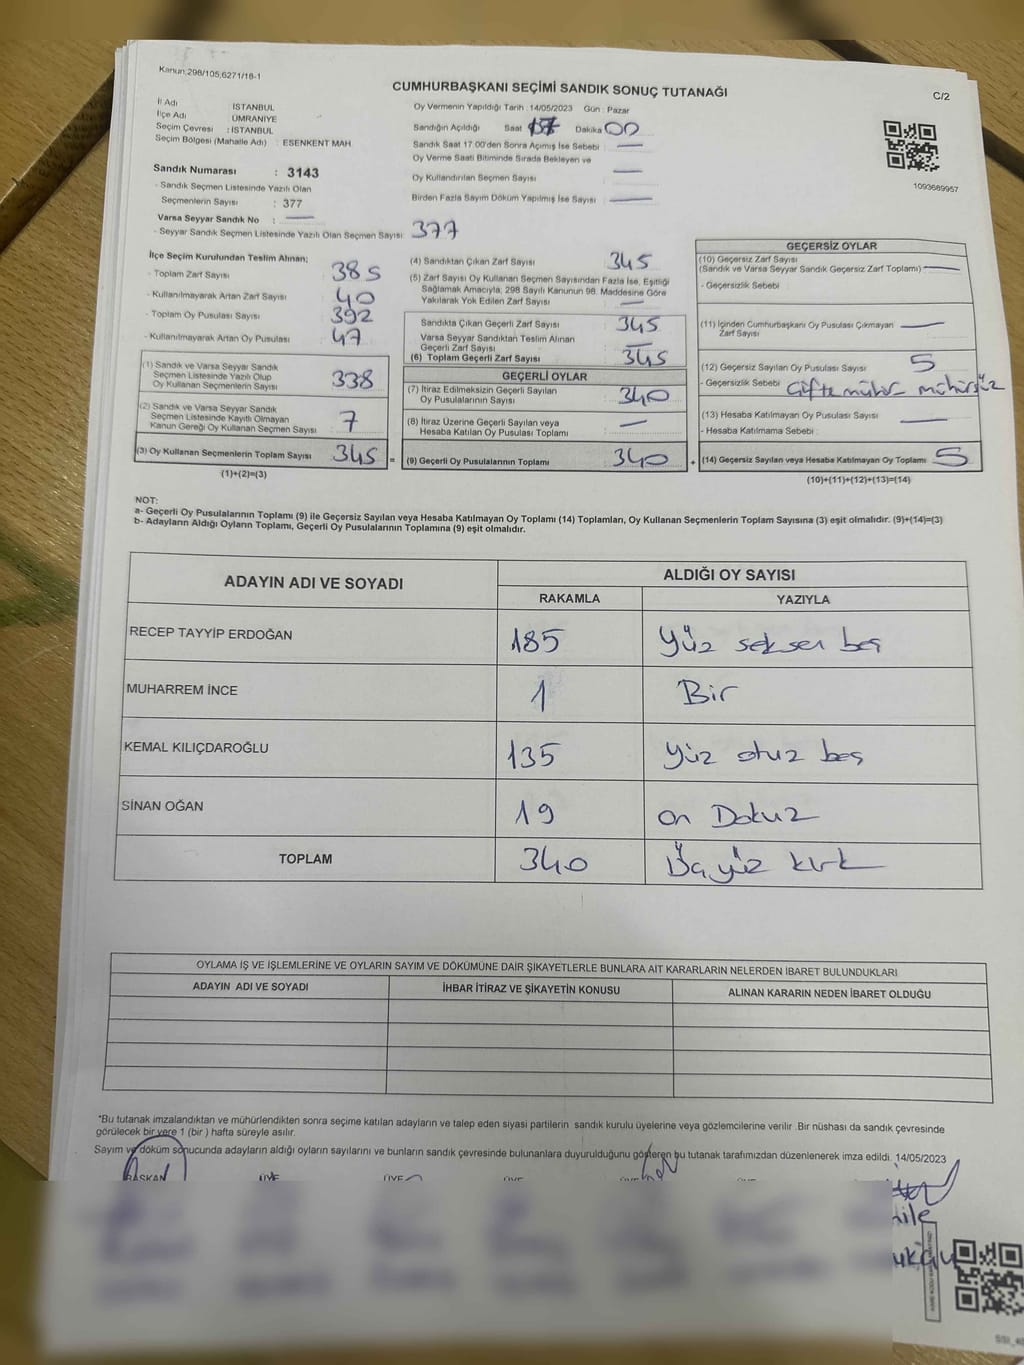 Kanun:298/105,6271/18-1
CUMHURBAŞKANI SEÇİMİ SANDIK SONUÇ TUTANAĞI
C/2
İl Adı İSTANBUL
İlçe Adı ÜMRANİYE
Seçim Çevresi : İSTANBUL
Seçim Bölgesi (Mahalle Adı) : ESENKENT MAH.
Oy Vermenin Yapıldığı Tarih :14/05/2023 Gün : Pazar
Sandığın Açıldığı Saat 17 Dakika 00
Sandık Saat 17.00'den Sonra Açılmış İse Sebebi : —
Oy Verme Saati Bitiminde Sırada Bekleyen ve
Oy Kullandırılan Seçmen Sayısı : —
Birden Fazla Sayım Döküm Yapılmış İse Sayısı : —
1093689957
Sandık Numarası : 3143
- Sandık Seçmen Listesinde Yazılı Olan
Seçmenlerin Sayısı : 377
Varsa Seyyar Sandık No : —
- Seyyar Sandık Seçmen Listesinde Yazılı Olan Seçmen Sayısı: 377
İlçe Seçim Kurulundan Teslim Alınan;
- Toplam Zarf Sayısı : 385
- Kullanılmayarak Artan Zarf Sayısı : 40
- Toplam Oy Pusulası Sayısı : 392
- Kullanılmayarak Artan Oy Pusulası : 47
(1) Sandık ve Varsa Seyyar Sandık
Seçmen Listesinde Yazılı Olup
Oy Kullanan Seçmenlerin Sayısı : 338
(2) Sandık ve Varsa Seyyar Sandık
Seçmen Listesinde Kayıtlı Olmayan
Kanun Gereği Oy Kullanan Seçmen Sayısı : 7
(3) Oy Kullanan Seçmenlerin Toplam Sayısı : 345
(1)+(2)=(3)
(4) Sandıktan Çıkan Zarf Sayısı : 345
(5) Zarf Sayısı Oy Kullanan Seçmen Sayısından Fazla İse, Eşitliği
Sağlamak Amacıyla; 298 Sayılı Kanunun 98. Maddesine Göre
Yakılarak Yok Edilen Zarf Sayısı : —
Sandıkta Çıkan Geçerli Zarf Sayısı : 345
Varsa Seyyar Sandıktan Teslim Alınan
Geçerli Zarf Sayısı : —
(6) Toplam Geçerli Zarf Sayısı : 345
GEÇERLİ OYLAR
(7) İtiraz Edilmeksizin Geçerli Sayılan
Oy Pusulalarının Sayısı : 340
(8) İtiraz Üzerine Geçerli Sayılan veya
Hesaba Katılan Oy Pusulası Toplamı : —
= (9) Geçerli Oy Pusulalarının Toplamı : 340
GEÇERSİZ OYLAR
(10) Geçersiz Zarf Sayısı
(Sandık ve Varsa Seyyar Sandık Geçersiz Zarf Toplamı) : —
- Geçersizlik Sebebi :
(11) İçinden Cumhurbaşkanı Oy Pusulası Çıkmayan
Zarf Sayısı : —
(12) Geçersiz Sayılan Oy Pusulası Sayısı : 5
- Geçersizlik Sebebi : Çifte mühür mühürsüz
(13) Hesaba Katılmayan Oy Pusulası Sayısı : —
- Hesaba Katılmama Sebebi :
+ (14) Geçersiz Sayılan veya Hesaba Katılmayan Oy Toplamı : 5
(10)+(11)+(12)+(13)=(14)
NOT:
a- Geçerli Oy Pusulalarının Toplamı (9) ile Geçersiz Sayılan veya Hesaba Katılmayan Oy Toplamı (14) Toplamları, Oy Kullanan Seçmenlerin Toplam Sayısına (3) eşit olmalıdır. (9)+(14)=(3)
b- Adayların Aldığı Oyların Toplamı, Geçerli Oy Pusulalarının Toplamına (9) eşit olmalıdır.
ADAYIN ADI VE SOYADI ALDIĞI OY SAYISI
RAKAMLA YAZIYLA
RECEP TAYYİP ERDOĞAN 185 Yüz seksen beş
MUHARREM İNCE 1 Bir
KEMAL KILIÇDAROĞLU 135 Yüz otuz beş
SİNAN OĞAN 19 on Dokuz
TOPLAM 340 Üçyüz kırk
OYLAMA İŞ VE İŞLEMLERİNE VE OYLARIN SAYIM VE DÖKÜMÜNE DAİR ŞİKAYETLERLE BUNLARA AİT KARARLARIN NELERDEN İBARET BULUNDUKLARI
ADAYIN ADI VE SOYADI İHBAR İTİRAZ VE ŞİKAYETİN KONUSU ALINAN KARARIN NEDEN İBARET OLDUĞU
*Bu tutanak imzalandıktan ve mühürlendikten sonra seçime katılan adayların ve talep eden siyasi partilerin sandık kurulu üyelerine veya gözlemcilerine verilir .Bir nüshası da sandık çevresinde
görülecek bir yere 1 (bir ) hafta süreyle asılır.
Sayım ve döküm sonucunda adayların aldığı oyların sayılarını ve bunların sandık çevresinde bulunanlara duyurulduğunu gösteren bu tutanak tarafımızdan düzenlenerek imza edildi. 14/05/2023
BAŞKAN ÜYE ÜYE ÜYE ÜYE